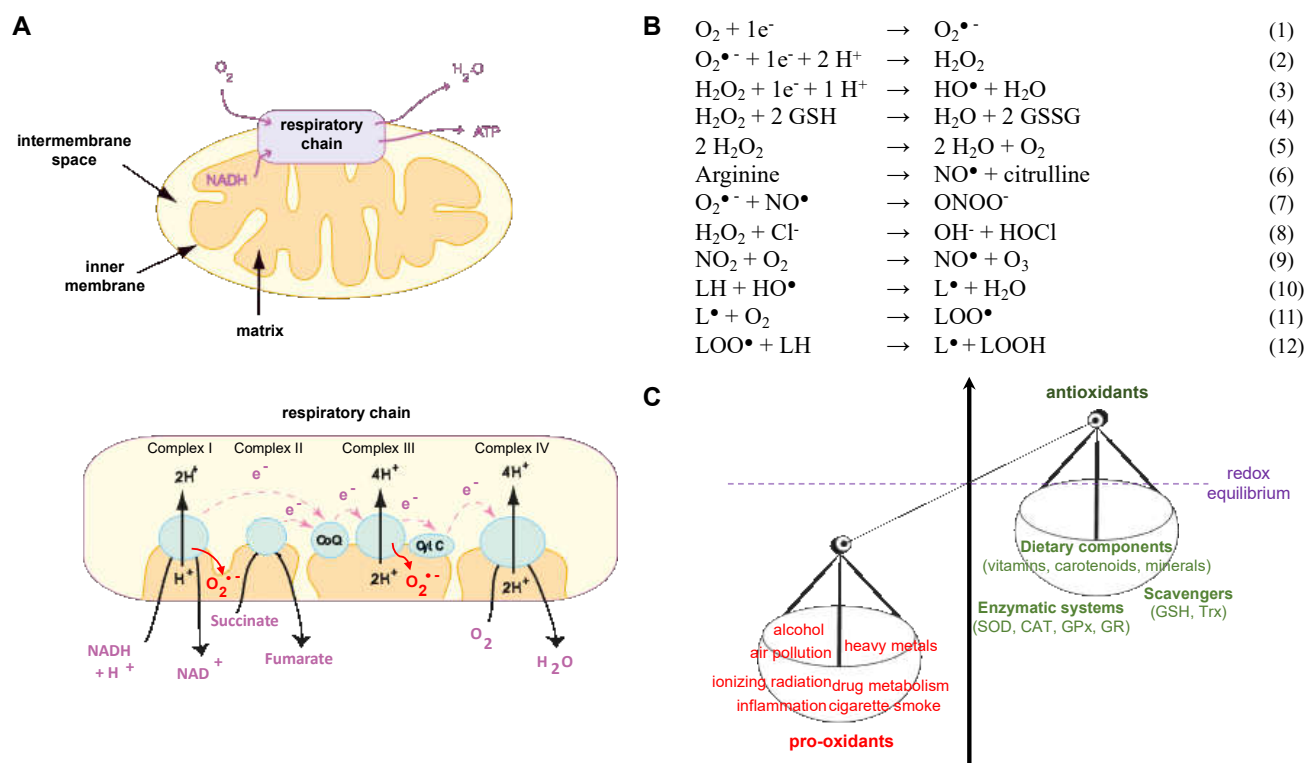 A
O₂
H₂O
respiratory
chain
ATP
NADH
intermembrane
space
inner
membrane
matrix
respiratory chain
Complex I Complex II Complex III Complex IV
2H⁺ 4H⁺ 4H⁺
e⁻ e⁻ e⁻ e⁻ e⁻
CoQ Cyt C
H⁺ O₂•⁻ 2H⁺ O₂•⁻ 2H⁺
NADH
+ H⁺
NAD⁺
Succinate
Fumarate
O₂
H₂O
B
O₂ + 1e⁻ → O₂•⁻ (1)
O₂•⁻ + 1e⁻ + 2 H⁺ → H₂O₂ (2)
H₂O₂ + 1e⁻ + 1 H⁺ → HO• + H₂O (3)
H₂O₂ + 2 GSH → H₂O + 2 GSSG (4)
2 H₂O₂ → 2 H₂O + O₂ (5)
Arginine → NO• + citrulline (6)
O₂•⁻ + NO• → ONOO⁻ (7)
H₂O₂ + Cl⁻ → OH⁻ + HOCl (8)
NO₂ + O₂ → NO• + O₃ (9)
LH + HO• → L• + H₂O (10)
L• + O₂ → LOO• (11)
LOO• + LH → L• + LOOH (12)
C
antioxidants
redox
equilibrium
Dietary components
(vitamins, carotenoids, minerals)
Enzymatic systems
(SOD, CAT, GPx, GR)
Scavengers
(GSH, Trx)
alcohol
air pollution
heavy metals
ionizing radiation
drug metabolism
inflammation
cigarette smoke
pro-oxidants